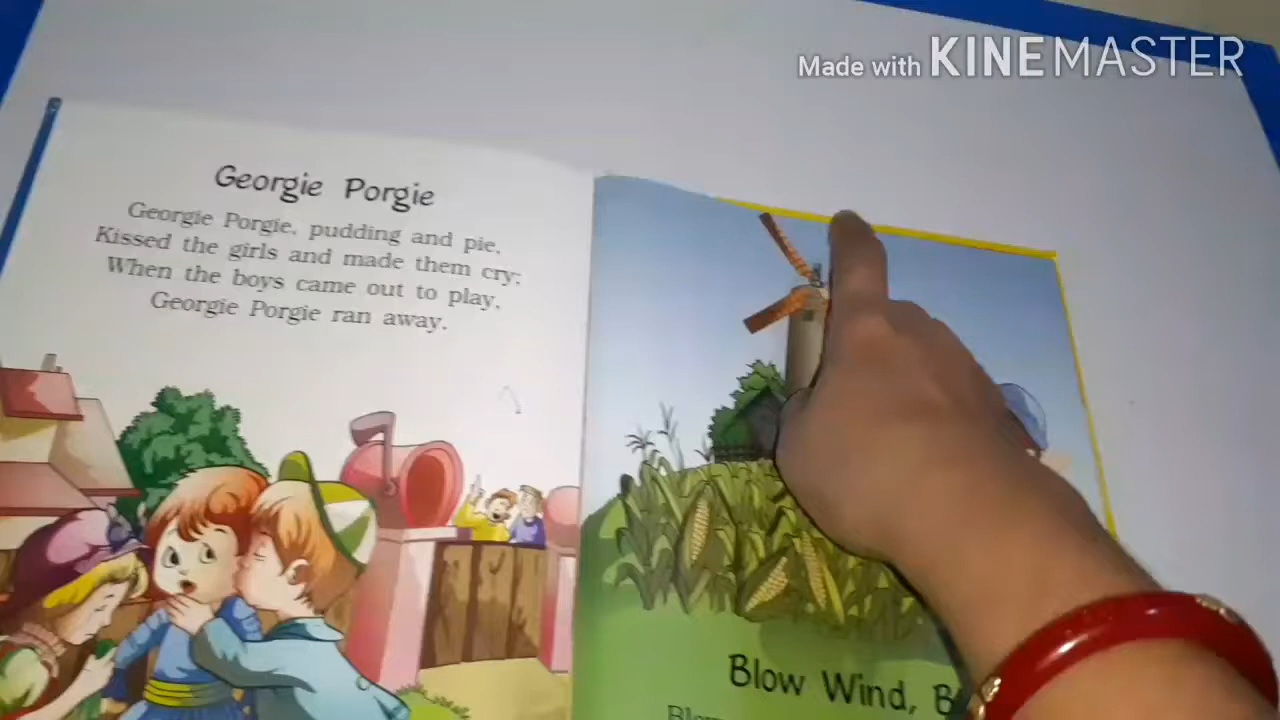 Made with KINEMASTER
Georgie Porgie
Georgie Porgie, pudding and pie,
Kissed the girls and made them cry;
When the boys came out to play,
Georgie Porgie ran away.
Blow Wind,